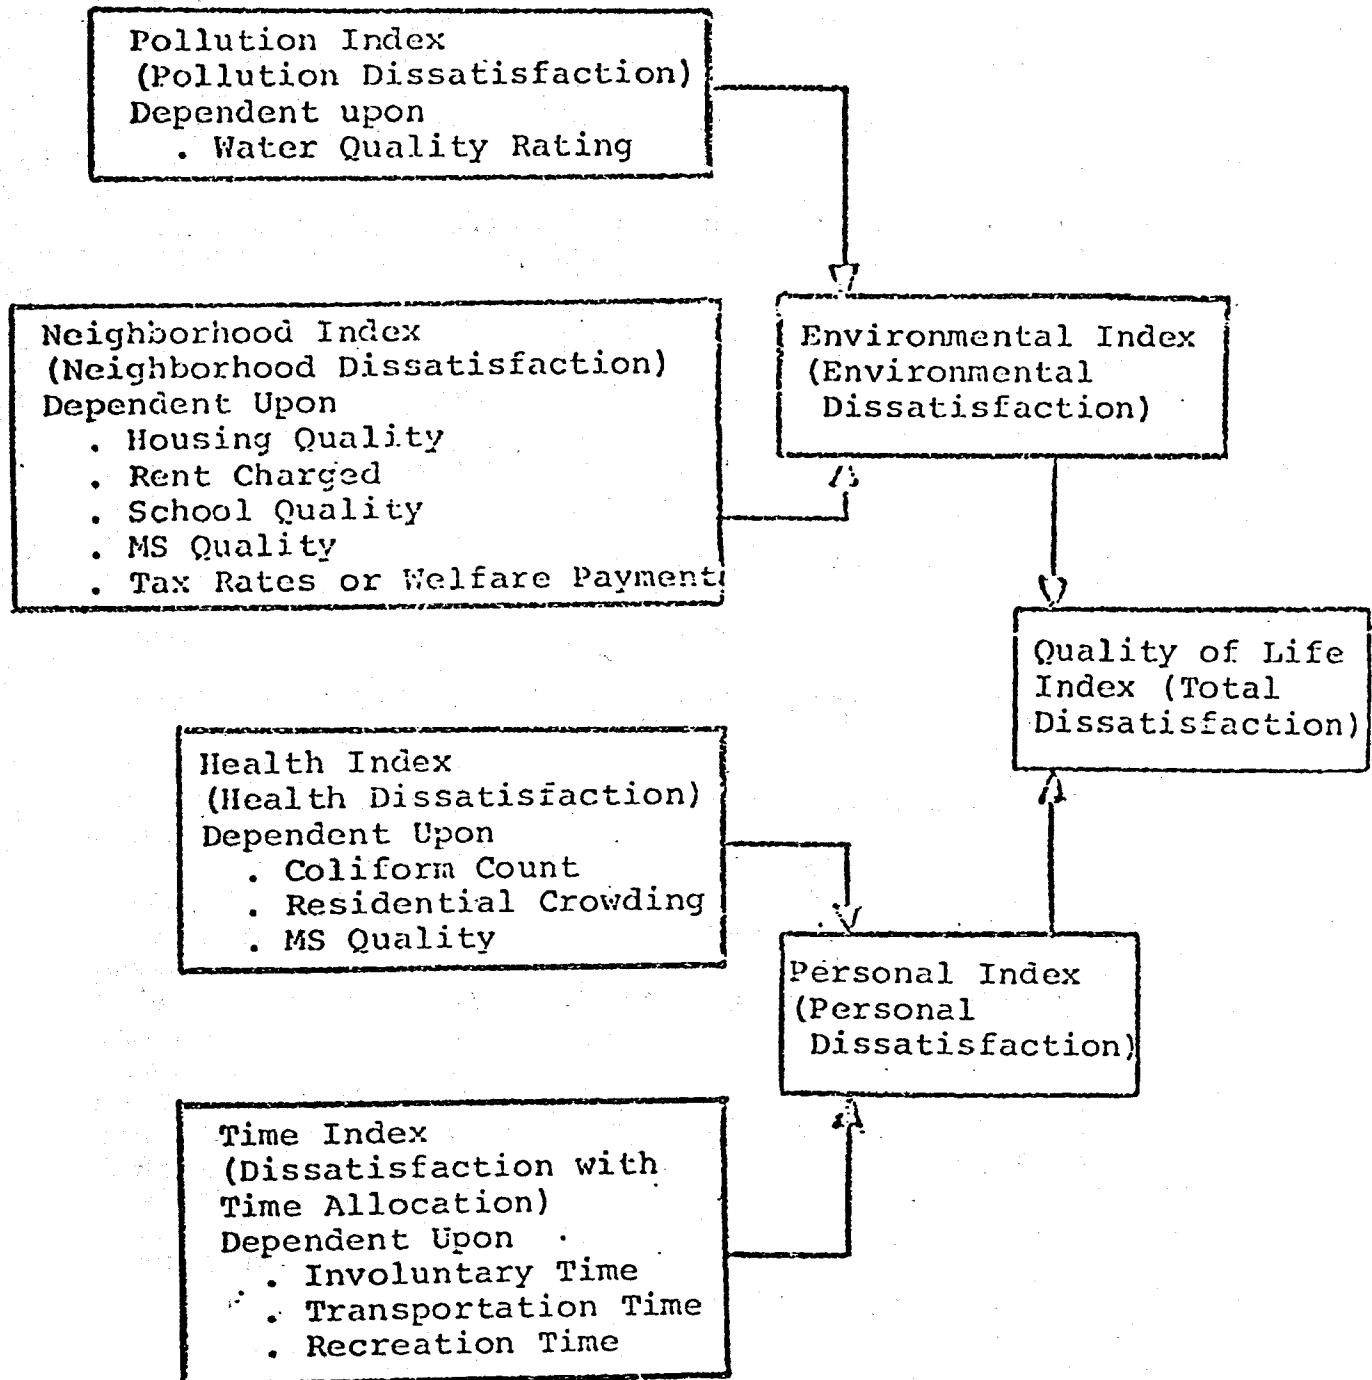 Pollution Index
(Pollution Dissatisfaction)
Dependent upon
. Water Quality Rating
Neighborhood Index
(Neighborhood Dissatisfaction)
Dependent Upon
. Housing Quality
. Rent Charged
. School Quality
. MS Quality
. Tax Rates or Welfare Payment
Environmental Index
(Environmental
Dissatisfaction)
Quality of Life
Index (Total
Dissatisfaction)
Health Index
(Health Dissatisfaction)
Dependent Upon
. Coliform Count
. Residential Crowding
. MS Quality
Personal Index
(Personal
Dissatisfaction)
Time Index
(Dissatisfaction with
Time Allocation)
Dependent Upon
. Involuntary Time
. Transportation Time
. Recreation Time